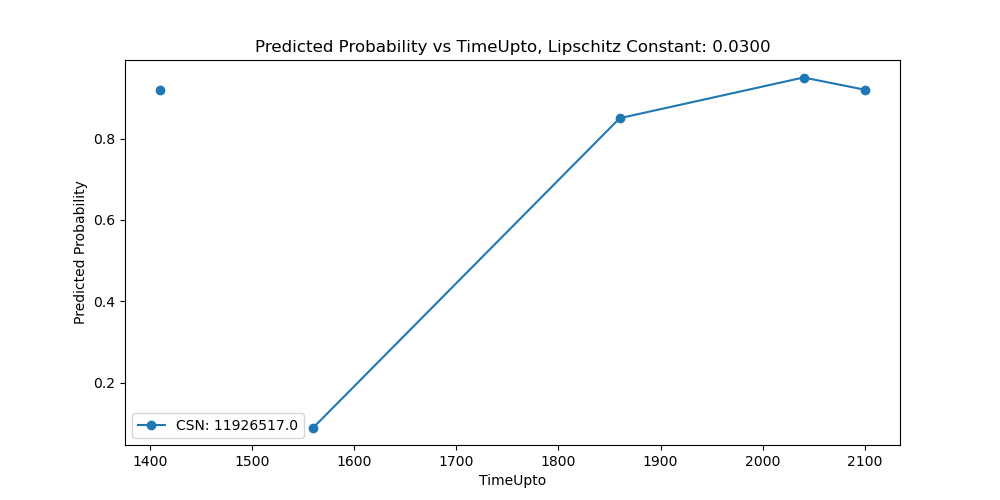 Predicted Probability vs TimeUpto, Lipschitz Constant: 0.0300
Predicted Probability
0.8
0.6
0.4
0.2
CSN: 11926517.0
1400 1500 1600 1700 1800 1900 2000 2100
TimeUpto